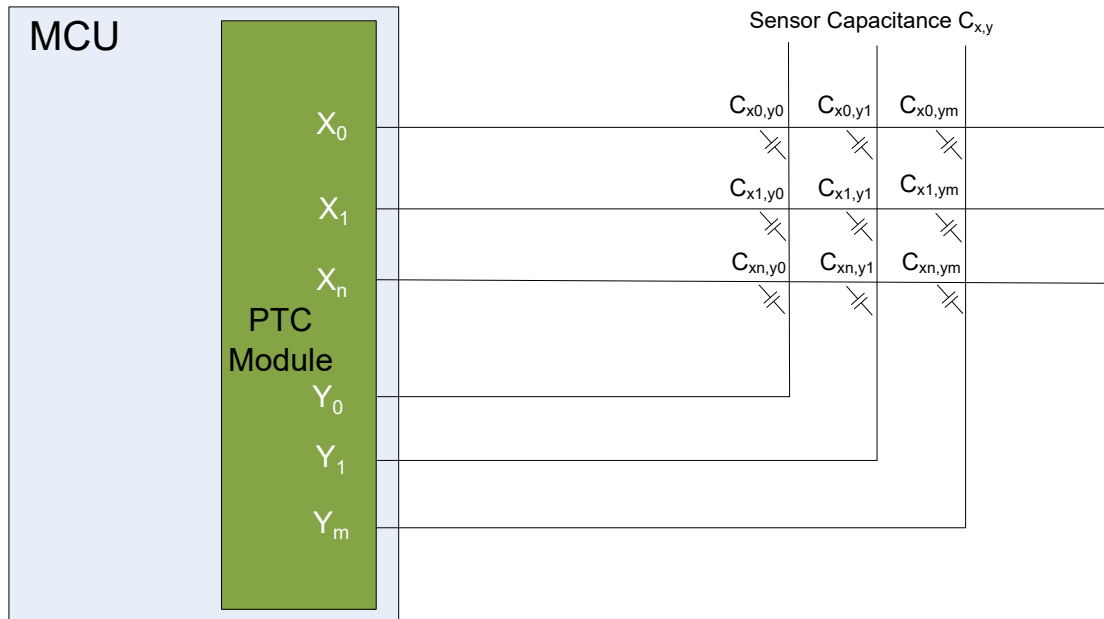 MCU
Sensor Capacitance Cx,y
Cx0,y0 Cx0,y1 Cx0,ym
X0
Cx1,y0 Cx1,y1 Cx1,ym
X1
Cxn,y0 Cxn,y1 Cxn,ym
Xn
PTC
Module
Y0
Y1
Ym